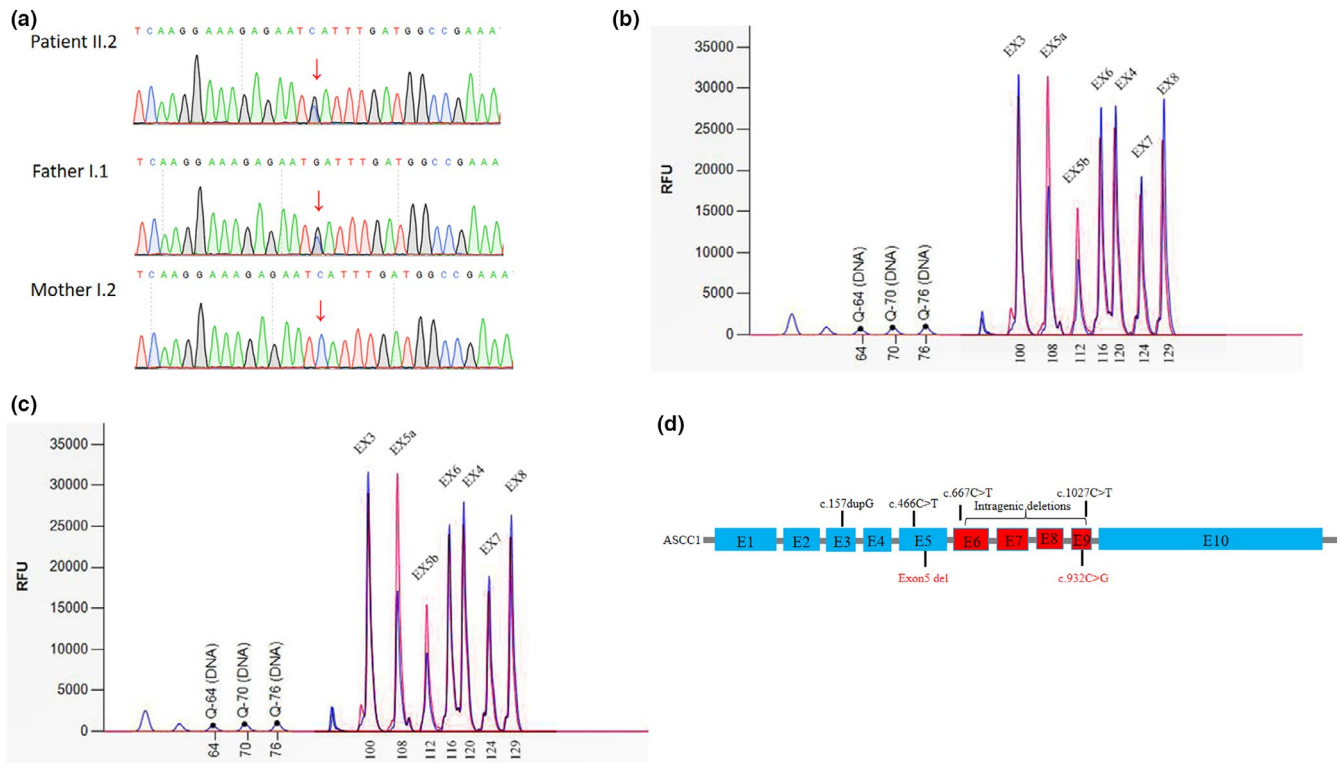 (a)
T C A A G G A A A G A G A A T C A T T T G A T G G C C G A A A
Patient II.2
T C A A G G A A A G A G A A T G A T T T G A T G G C C G A A A
Father I.1
T C A A G G A A A G A G A A T C A T T T G A T G G C C G A A A
Mother I.2
(b)
35000
30000
25000
20000
15000
10000
5000
0
RFU
Q-64 (DNA)
Q-70 (DNA)
Q-76 (DNA)
EX3
EX5a
EX5b
EX6
EX4
EX7
EX8
64
70
76
100
108
112
116
120
124
129
(c)
35000
30000
25000
20000
15000
10000
5000
0
RFU
Q-64 (DNA)
Q-70 (DNA)
Q-76 (DNA)
EX3
EX5a
EX5b
EX6
EX4
EX7
EX8
64
70
76
100
108
112
116
120
124
129
(d)
c.157dupG
c.466C>T
c.667C>T
c.1027C>T
Intragenic deletions
ASCC1
E1
E2
E3
E4
E5
E6
E7
E8
E9
E10
Exon5 del
c.932C>G